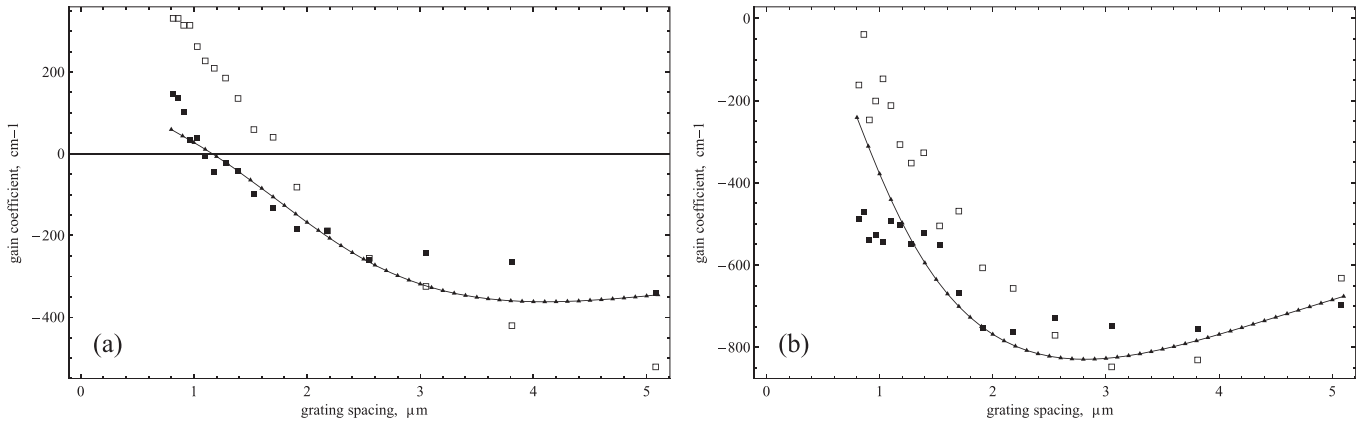 200
0
−200
−400
gain coefficient, cm−1
(a)
0 1 2 3 4 5
grating spacing, μm
0
−200
−400
−600
−800
gain coefficient, cm−1
(b)
0 1 2 3 4 5
grating spacing, μm